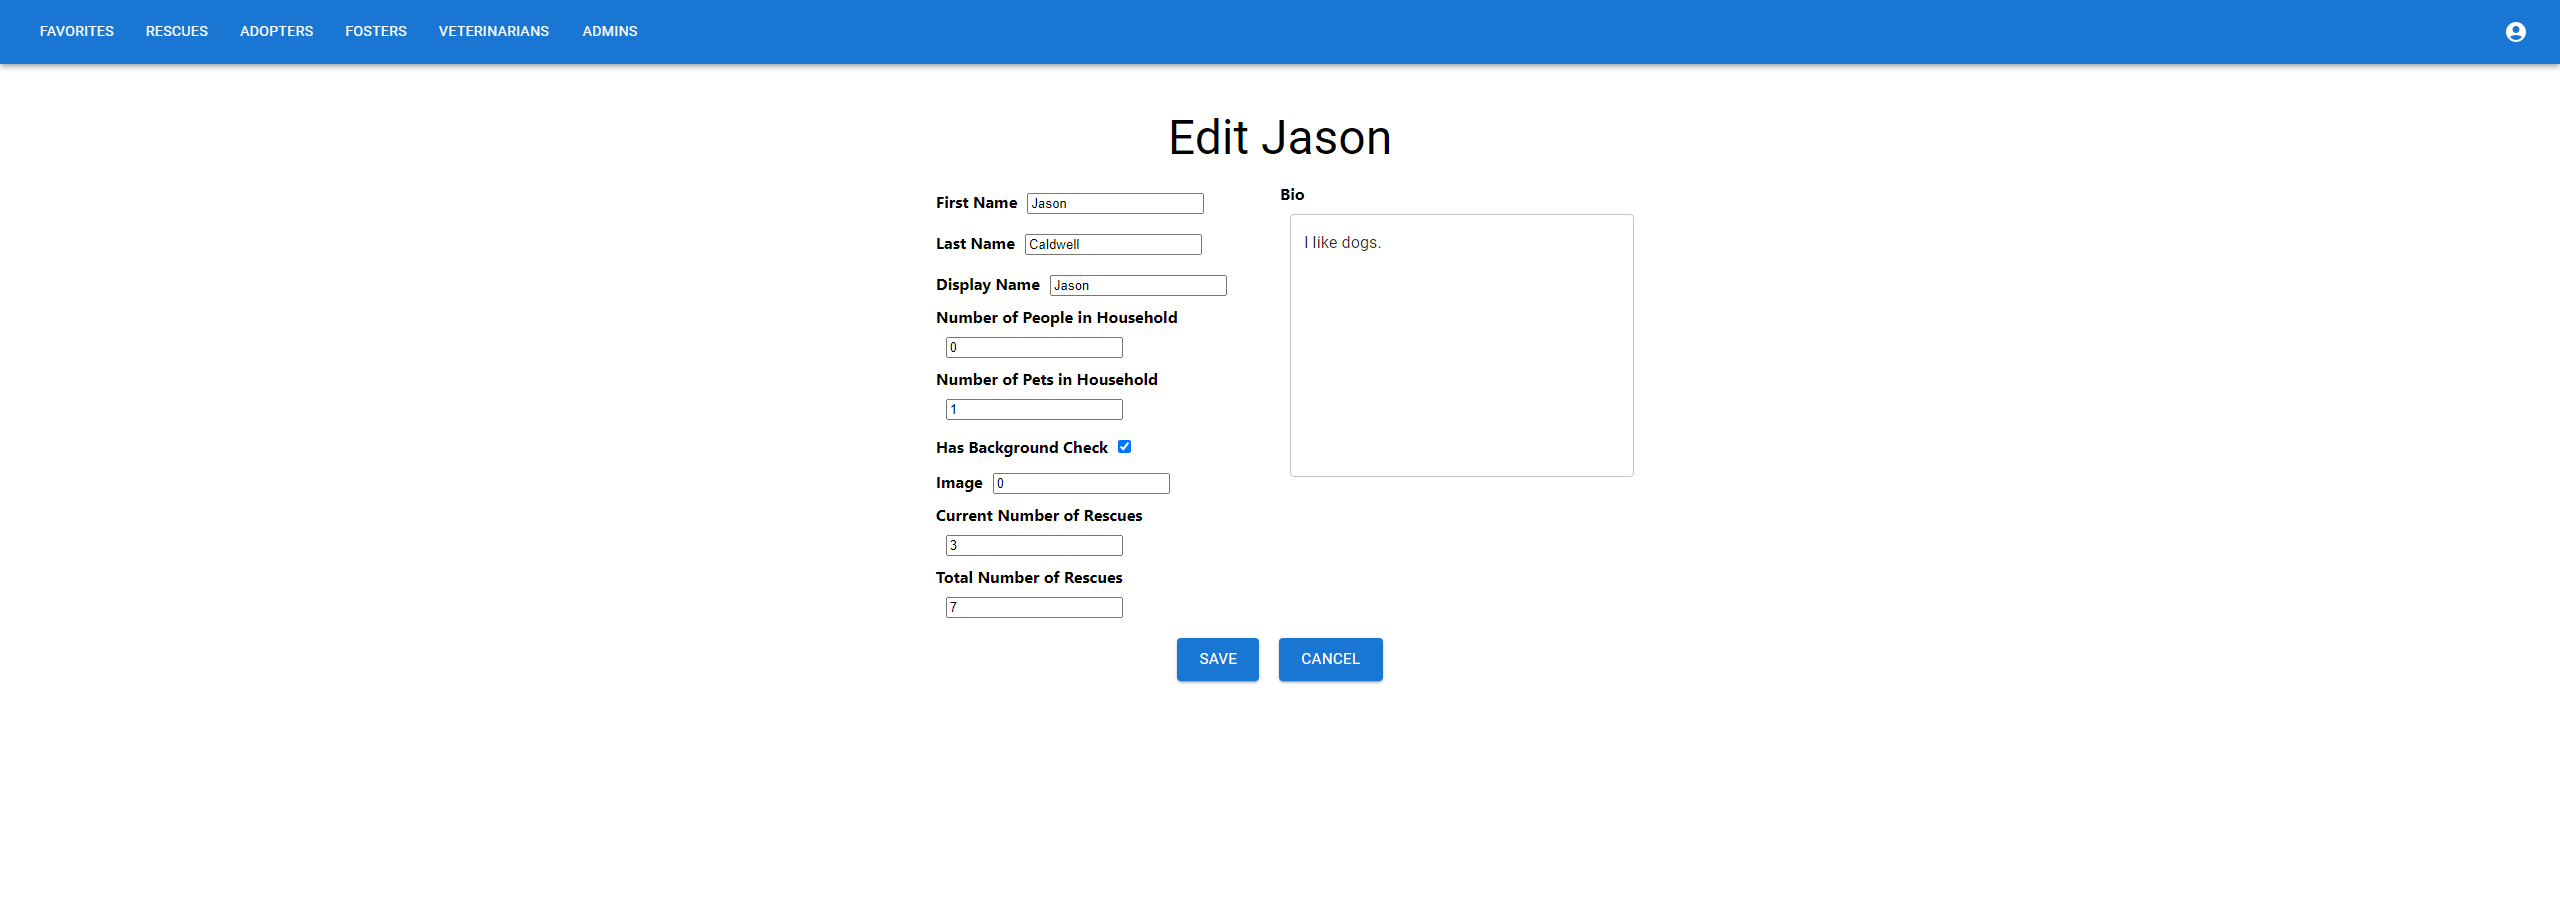 FAVORITES RESCUES ADOPTERS FOSTERS VETERINARIANS ADMINS
Edit Jason
First Name Jason
Last Name Caldwell
Display Name Jason
Number of People in Household
0
Number of Pets in Household
1
Has Background Check
Image 0
Current Number of Rescues
3
Total Number of Rescues
7
Bio
I like dogs.
SAVE CANCEL